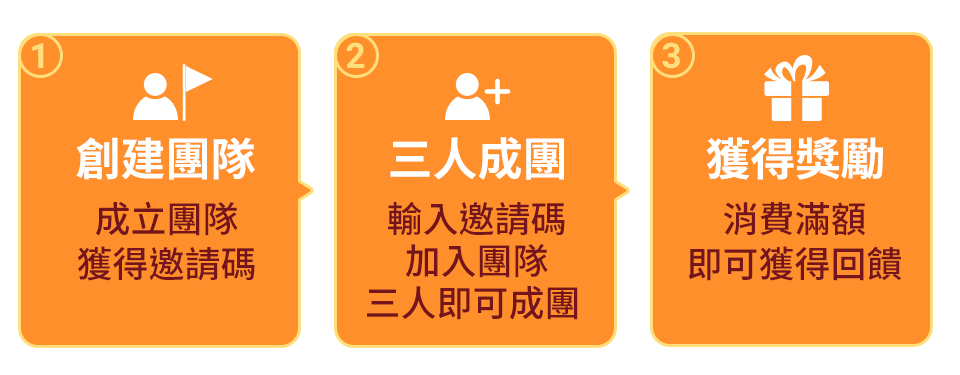 1
創建團隊
成立團隊
獲得邀請碼
2
三人成團
輸入邀請碼
加入團隊
三人即可成團
3
獲得獎勵
消費滿額
即可獲得回饋